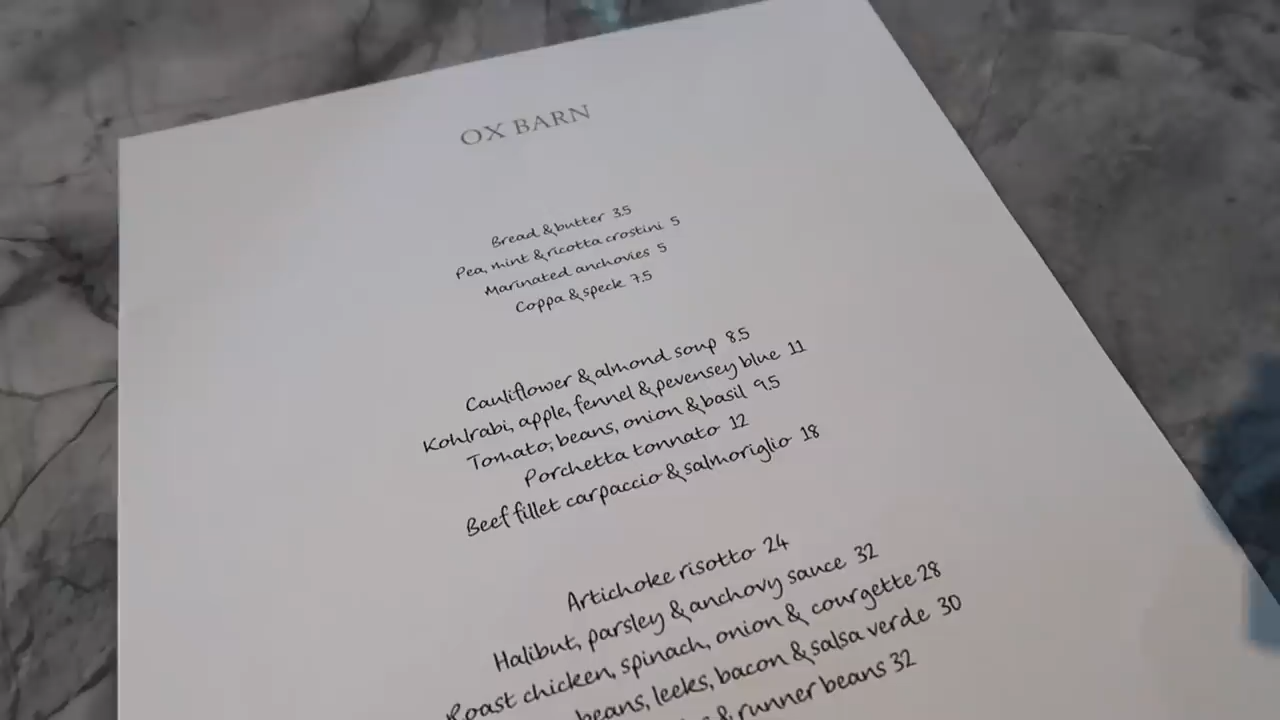 OX BARN
Bread & butter 3.5
Pea, mint & ricotta crostini 5
Marinated anchovies 5
Coppa & speck 7.5
Cauliflower & almond soup 8.5
Kohlrabi, apple, fennel & pevensey blue 11
Tomato, beans, onion & basil 9.5
Porchetta tonnato 12
Beef fillet carpaccio & salmoriglio 18
Artichoke risotto 24
Halibut, parsley & anchovy sauce 32
Roast chicken, spinach, onion & courgette 28
beans, leeks, bacon & salsa verde 30
& runner beans 32